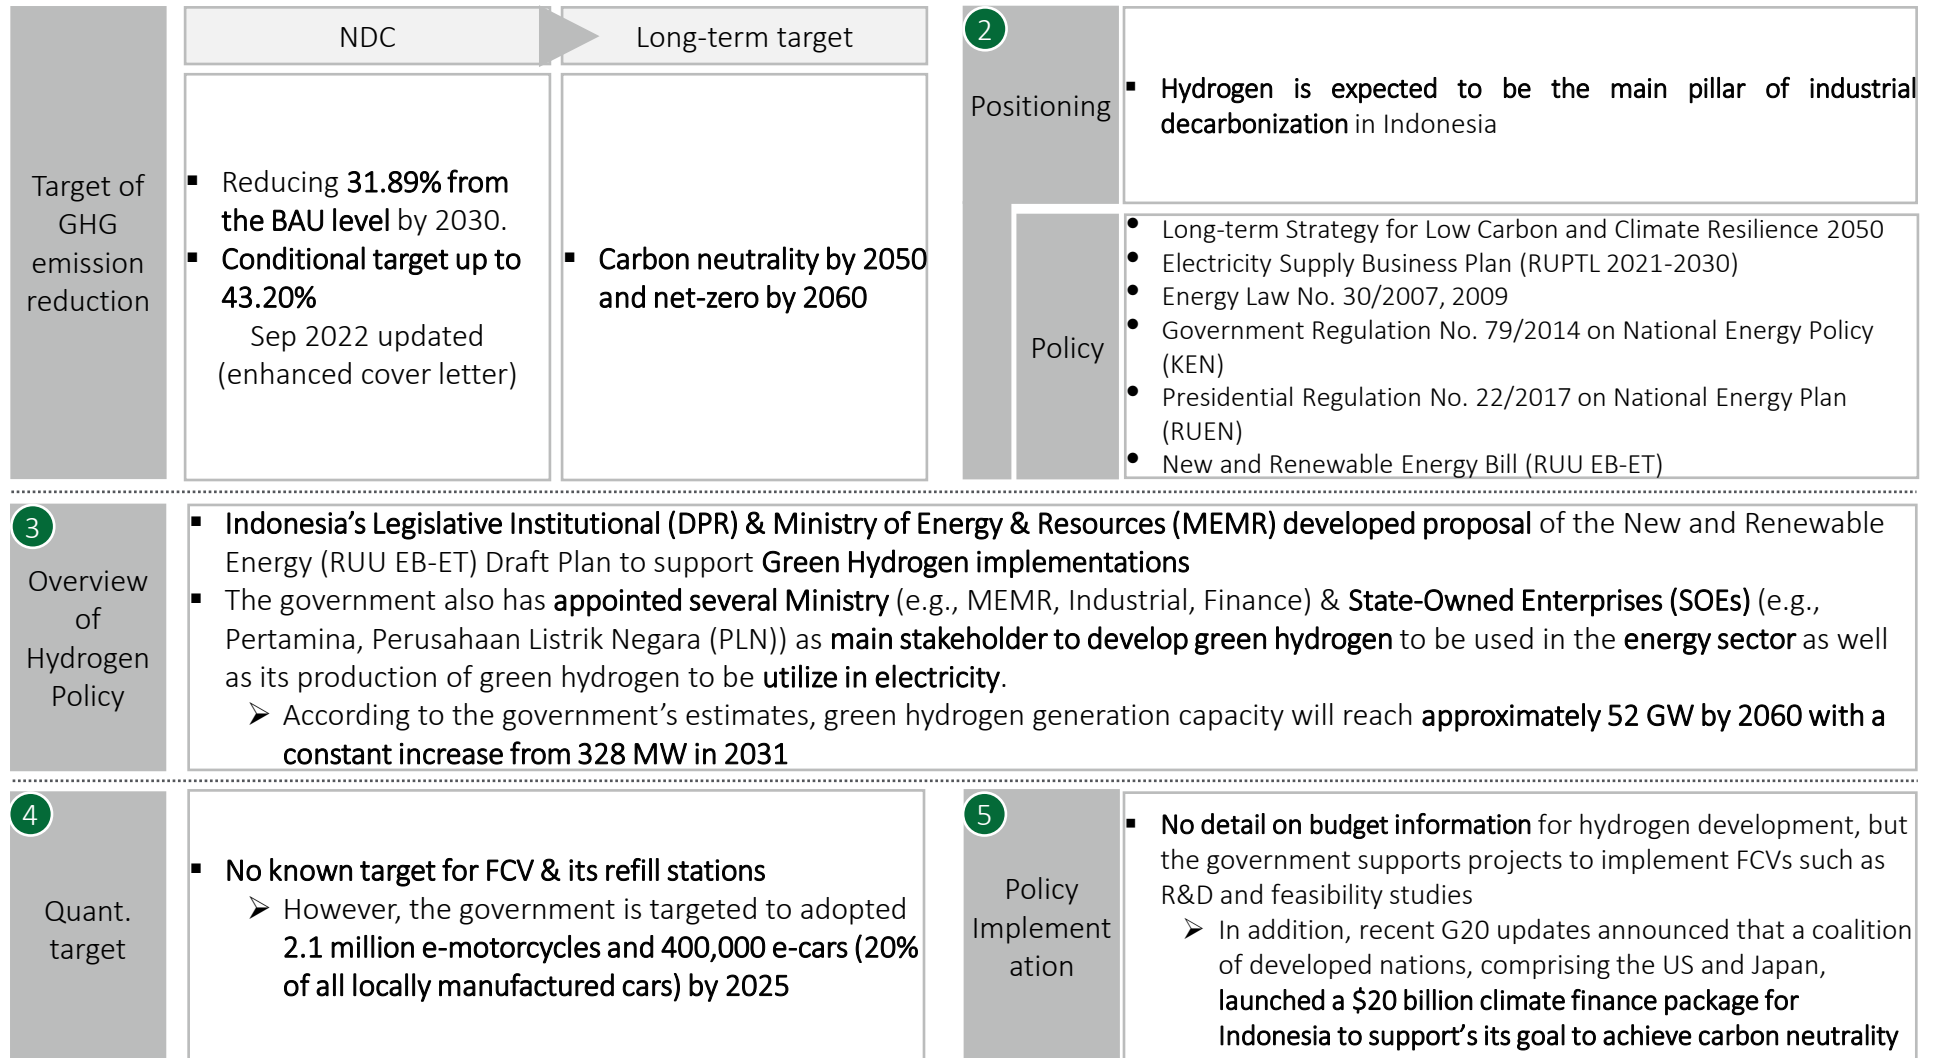 NDC
Long-term target
Target of
GHG
emission
reduction
▪ Reducing 31.89% from
the BAU level by 2030.
▪ Conditional target up to
43.20%
Sep 2022 updated
(enhanced cover letter)
▪ Carbon neutrality by 2050
and net-zero by 2060
2
Positioning
▪ Hydrogen is expected to be the main pillar of industrial
decarbonization in Indonesia
Policy
• Long-term Strategy for Low Carbon and Climate Resilience 2050
• Electricity Supply Business Plan (RUPTL 2021-2030)
• Energy Law No. 30/2007, 2009
• Government Regulation No. 79/2014 on National Energy Policy
(KEN)
• Presidential Regulation No. 22/2017 on National Energy Plan
(RUEN)
• New and Renewable Energy Bill (RUU EB-ET)
3
Overview
of
Hydrogen
Policy
▪ Indonesia’s Legislative Institutional (DPR) & Ministry of Energy & Resources (MEMR) developed proposal of the New and Renewable
Energy (RUU EB-ET) Draft Plan to support Green Hydrogen implementations
▪ The government also has appointed several Ministry (e.g., MEMR, Industrial, Finance) & State-Owned Enterprises (SOEs) (e.g.,
Pertamina, Perusahaan Listrik Negara (PLN)) as main stakeholder to develop green hydrogen to be used in the energy sector as well
as its production of green hydrogen to be utilize in electricity.
➢ According to the government’s estimates, green hydrogen generation capacity will reach approximately 52 GW by 2060 with a
constant increase from 328 MW in 2031
4
Quant.
target
▪ No known target for FCV & its refill stations
➢ However, the government is targeted to adopted
2.1 million e-motorcycles and 400,000 e-cars (20%
of all locally manufactured cars) by 2025
5
Policy
Implement
ation
▪ No detail on budget information for hydrogen development, but
the government supports projects to implement FCVs such as
R&D and feasibility studies
➢ In addition, recent G20 updates announced that a coalition
of developed nations, comprising the US and Japan,
launched a $20 billion climate finance package for
Indonesia to support’s its goal to achieve carbon neutrality